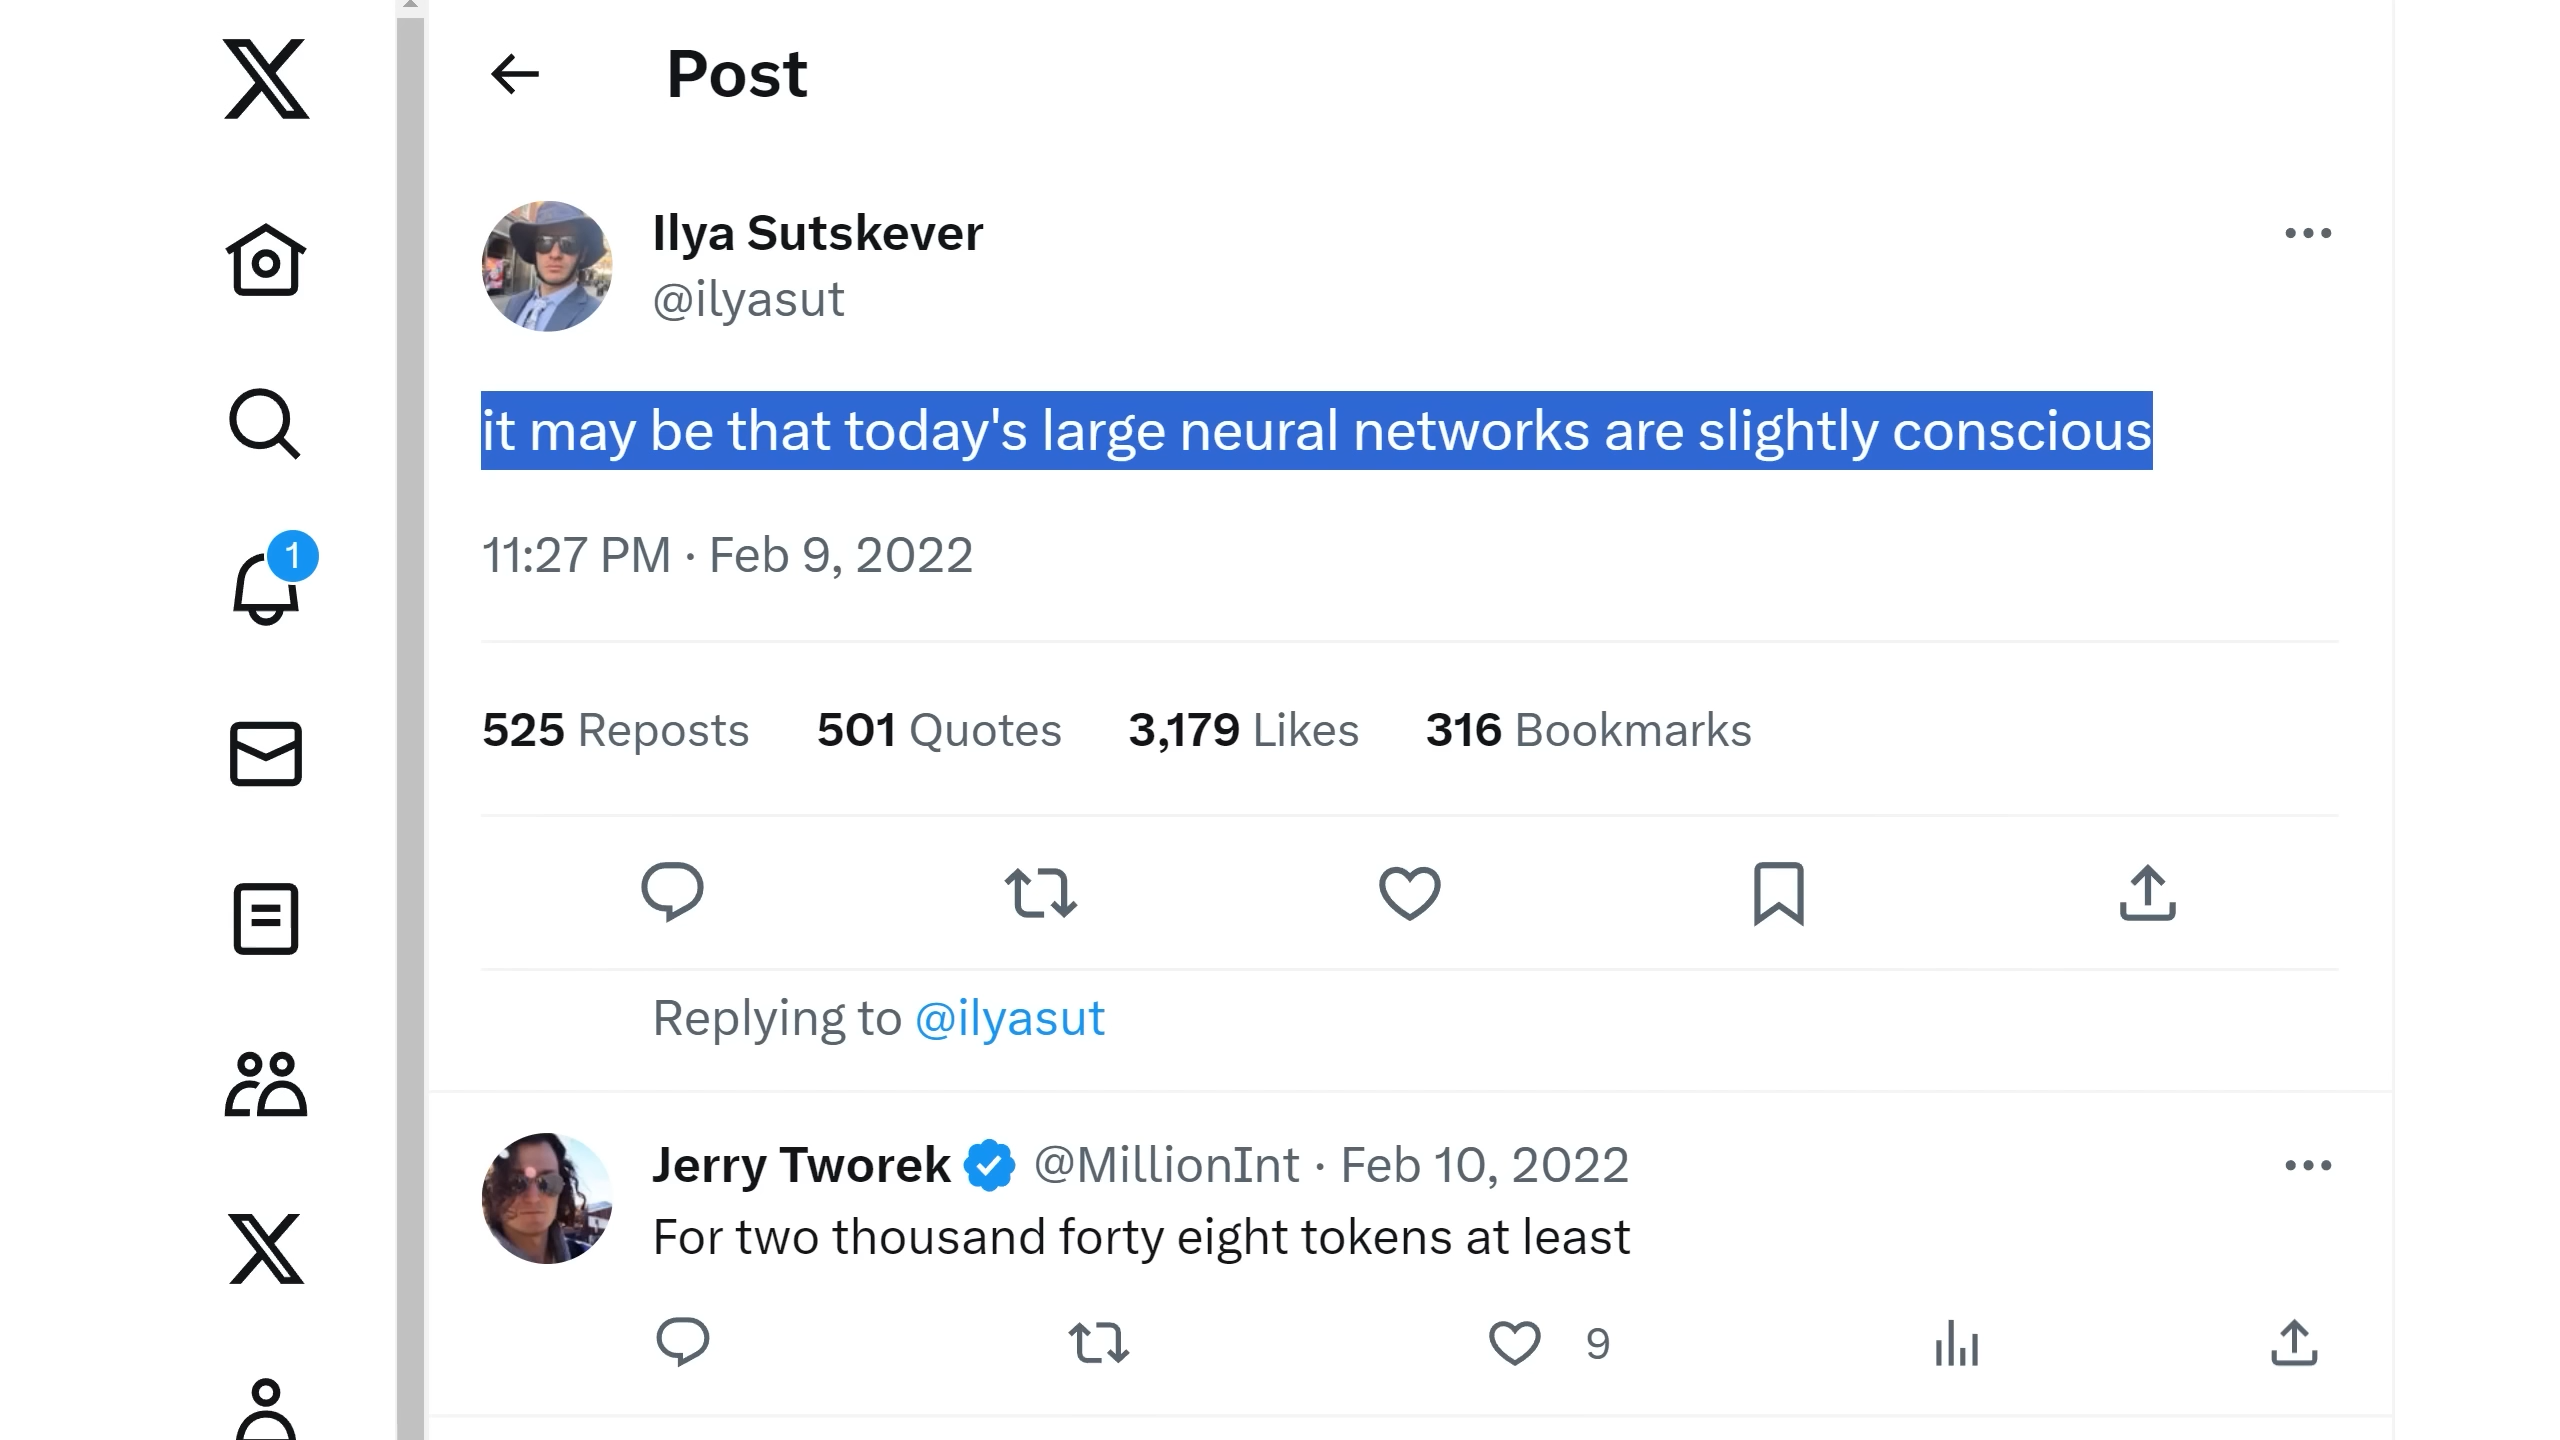 Post
Ilya Sutskever
@ilyasut
it may be that today's large neural networks are slightly conscious
11:27 PM · Feb 9, 2022
1
525 Reposts 501 Quotes 3,179 Likes 316 Bookmarks
Replying to @ilyasut
Jerry Tworek @MillionInt · Feb 10, 2022
For two thousand forty eight tokens at least
9